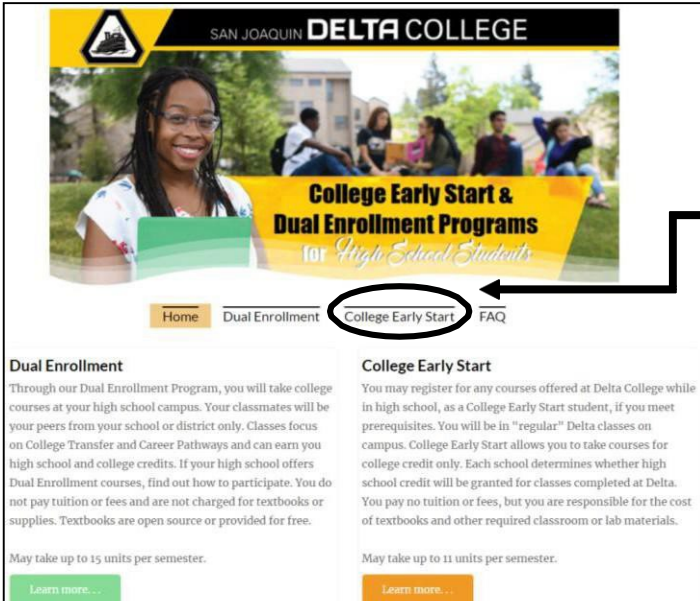 SAN JOAQUIN DELTA COLLEGE
College Early Start &
Dual Enrollment Programs
for High School Students
Home Dual Enrollment College Early Start FAQ
Dual Enrollment
Through our Dual Enrollment Program, you will take college
courses at your high school campus. Your classmates will be
your peers from your school or district only. Classes focus
on College Transfer and Career Pathways and can earn you
high school and college credits. If your high school offers
Dual Enrollment courses, find out how to participate. You do
not pay tuition or fees and are not charged for textbooks or
supplies. Textbooks are open source or provided for free.
May take up to 15 units per semester.
Learn more. . .
College Early Start
You may register for any courses offered at Delta College while
in high school, as a College Early Start student, if you meet
prerequisites. You will be in “regular” Delta classes on
campus. College Early Start allows you to take courses for
college credit only. Each school determines whether high
school credit will be granted for classes completed at Delta.
You pay no tuition or fees, but you are responsible for the cost
of textbooks and other required classroom or lab materials.
May take up to 11 units per semester.
Learn more. . .